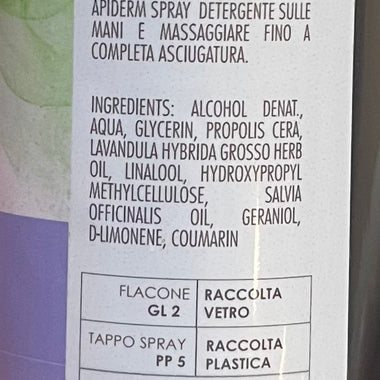 APIDERM SPRAY DETERGENTE SULLE
MANI E MASSAGGIARE FINO A
COMPLETA ASCIUGATURA.
INGREDIENTS: ALCOHOL DENAT.,
AQUA, GLYCERIN, PROPOLIS CERA,
LAVANDULA HYBRIDA GROSSO HERB
OIL, LINALOOL, HYDROXYPROPYL
METHYLCELLULOSE, SALVIA
OFFICINALIS OIL, GERANIOL,
D-LIMONENE, COUMARIN
FLACONE RACCOLTA
GL 2 VETRO
TAPPO SPRAY RACCOLTA
PP 5 PLASTICA